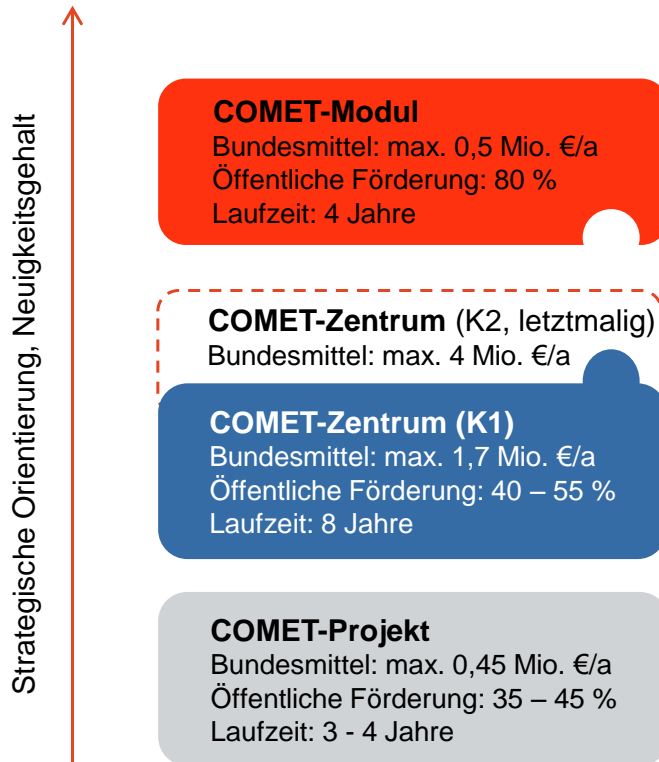 Strategische Orientierung, Neuigkeitsgehalt
COMET-Modul
Bundesmittel: max. 0,5 Mio. €/a
Öffentliche Förderung: 80 %
Laufzeit: 4 Jahre
COMET-Zentrum (K2, letztmalig)
Bundesmittel: max. 4 Mio. €/a
COMET-Zentrum (K1)
Bundesmittel: max. 1,7 Mio. €/a
Öffentliche Förderung: 40 – 55 %
Laufzeit: 8 Jahre
COMET-Projekt
Bundesmittel: max. 0,45 Mio. €/a
Öffentliche Förderung: 35 – 45 %
Laufzeit: 3 - 4 Jahre